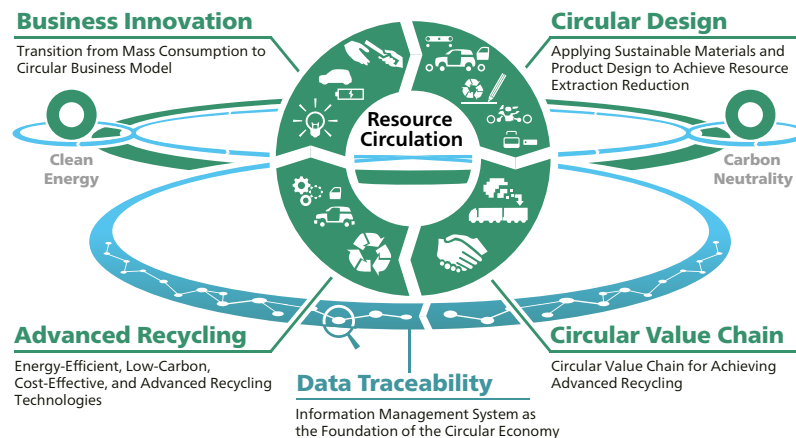 Business Innovation
Transition from Mass Consumption to
Circular Business Model
Circular Design
Applying Sustainable Materials and
Product Design to Achieve Resource
Extraction Reduction
Resource
Circulation
Clean
Energy
Carbon
Neutrality
Advanced Recycling
Energy-Efficient, Low-Carbon,
Cost-Effective, and Advanced Recycling
Technologies
Data Traceability
Information Management System as
the Foundation of the Circular Economy
Circular Value Chain
Circular Value Chain for Achieving
Advanced Recycling